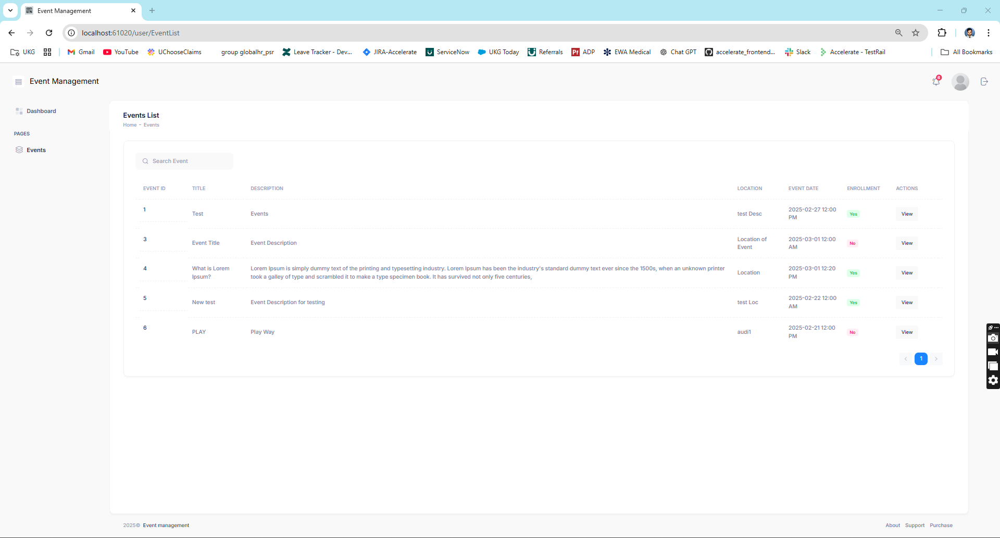 Event Management
localhost:61020/user/EventList
UKG Gmail YouTube UChooseClaims group globalhr_psr Leave Tracker - Dev... JIRA-Accelerate ServiceNow UKG Today Referrals ADP EWA Medical Chat GPT accelerate_frontend... Slack Accelerate - TestRail All Bookmarks
Event Management
6
Dashboard
PAGES
Events
Events List
Home - Events
Search Event
EVENT ID TITLE DESCRIPTION LOCATION EVENT DATE ENROLLMENT ACTIONS
1 Test Events test Desc 2025-02-27 12:00 Yes View
PM
3 Event Title Event Description Location of 2025-03-01 12:00 No View
Event AM
4 What is Lorem Lorem Ipsum is simply dummy text of the printing and typesetting industry. Lorem Ipsum has been the industry's standard dummy text ever since the 1500s, when an unknown printer Location 2025-03-01 12:20 Yes View
Ipsum? took a galley of type and scrambled it to make a type specimen book. It has survived not only five centuries, PM
5 New test Event Description for testing test Loc 2025-02-22 12:00 Yes View
AM
6 PLAY Play Way audi1 2025-02-21 12:00 No View
PM
1
2025© Event management
About Support Purchase